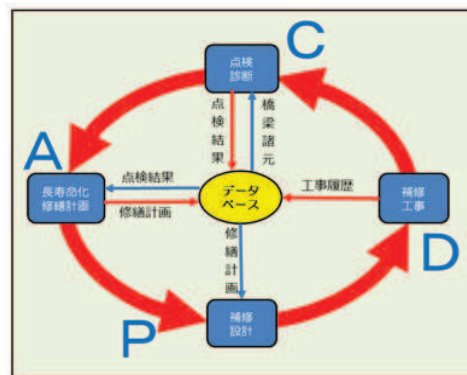 C
点検
診断
点検結果
橋梁諸元
A
長寿命化
修繕計画
点検結果
修繕計画
データ
ベース
工事履歴
補修
工事
D
修繕計画
P
補修
設計